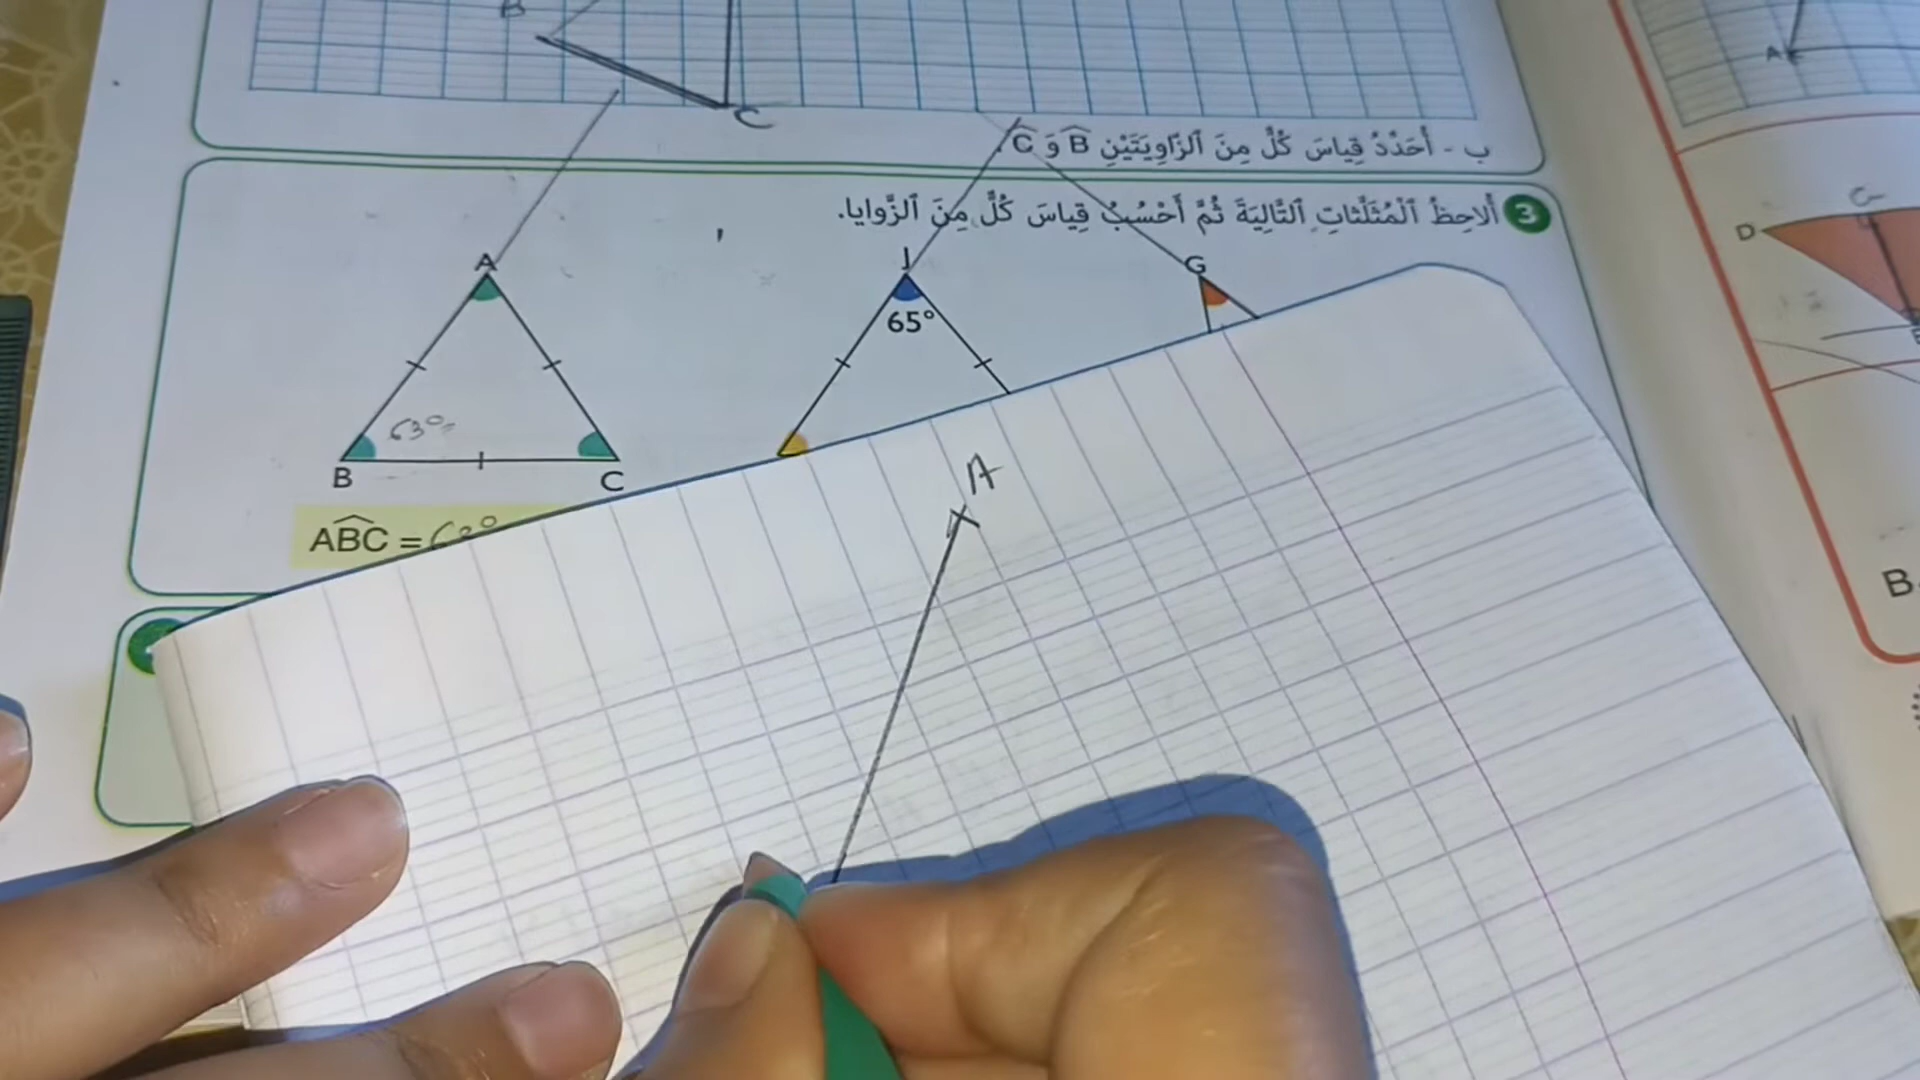 B
C
ب - أُحَدِّدُ قِياسَ كُلٍّ مِنَ ٱلزّاوِيَتَيْنِ B̂ وَ Ĉ.
3 أُلاحِظُ ٱلْمُثَلَّثاتِ ٱلتَّالِيَةَ ثُمَّ أَحْسُبُ قِياسَ كُلٍّ مِنَ ٱلزَّوايا.
A
J
G
65°
63°
B
C
ABC =
A
A
D
B